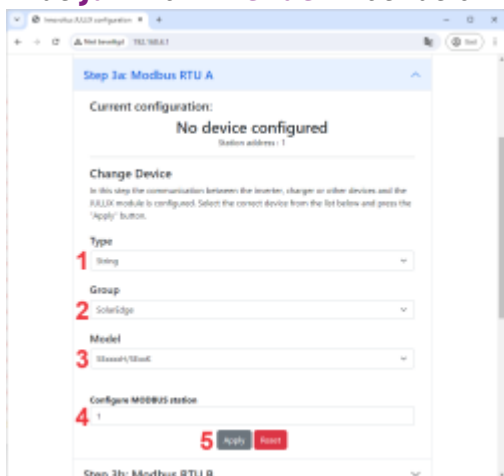 configuration
192.168.6.1
Step 3a: Modbus RTU A
Current configuration:
No device configured
Station address : 1
Change Device
In this step the communication between the inverter, charger or other devices and the
module is configured. Select the correct device from the list below and press the
"Apply" button.
Type
1 String
Group
2 SolarEdge
Model
3
Configure MODBUS station
4 1
5 Apply Reset
Step 3b: Modbus RTU B